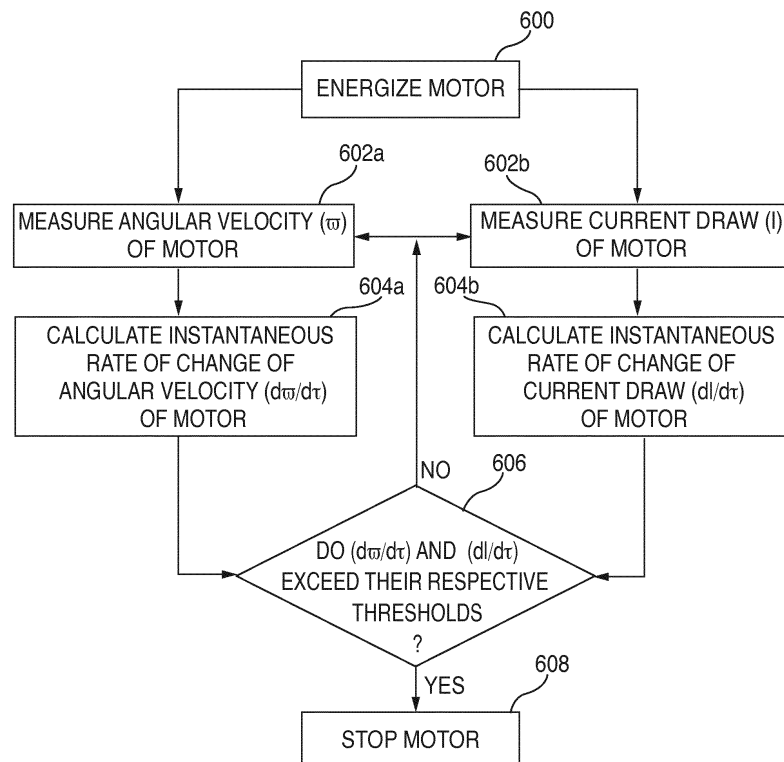 600
ENERGIZE MOTOR
602a
602b
MEASURE ANGULAR VELOCITY (ϖ)
OF MOTOR
MEASURE CURRENT DRAW (I)
OF MOTOR
604a
604b
CALCULATE INSTANTANEOUS
RATE OF CHANGE OF
ANGULAR VELOCITY (dϖ/dτ)
OF MOTOR
CALCULATE INSTANTANEOUS
RATE OF CHANGE OF
CURRENT DRAW (dI/dτ)
OF MOTOR
NO
606
DO (dϖ/dτ) AND (dI/dτ)
EXCEED THEIR RESPECTIVE
THRESHOLDS
?
YES
608
STOP MOTOR